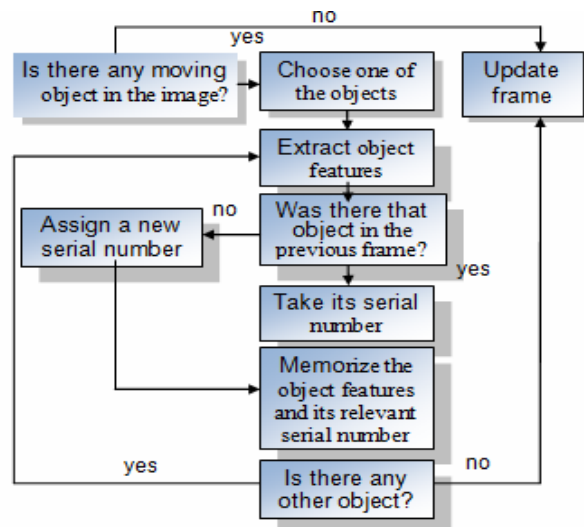 no
yes
Is there any moving
object in the image?
Choose one of
the objects
Update
frame
Extract object
features
no
Assign a new
serial number
Was there that
object in the
previous frame?
yes
Take its serial
number
Memorize the
object features
and its relevant
serial number
yes
no
Is there any
other object?